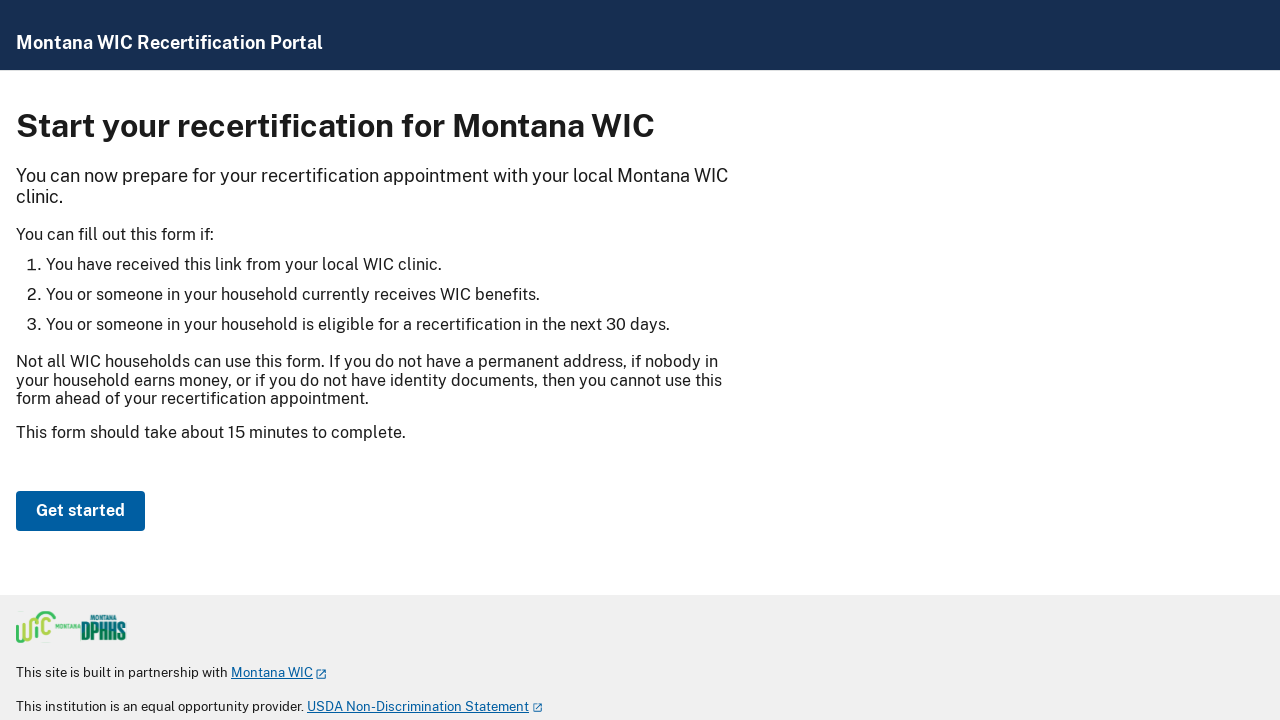 Montana WIC Recertification Portal
Start your recertification for Montana WIC
You can now prepare for your recertification appointment with your local Montana WIC
clinic.
You can fill out this form if:
1. You have received this link from your local WIC clinic.
2. You or someone in your household currently receives WIC benefits.
3. You or someone in your household is eligible for a recertification in the next 30 days.
Not all WIC households can use this form. If you do not have a permanent address, if nobody in
your household earns money, or if you do not have identity documents, then you cannot use this
form ahead of your recertification appointment.
This form should take about 15 minutes to complete.
Get started
WIC MONTANA MONTANA DPHHS
This site is built in partnership with Montana WIC
This institution is an equal opportunity provider. USDA Non-Discrimination Statement